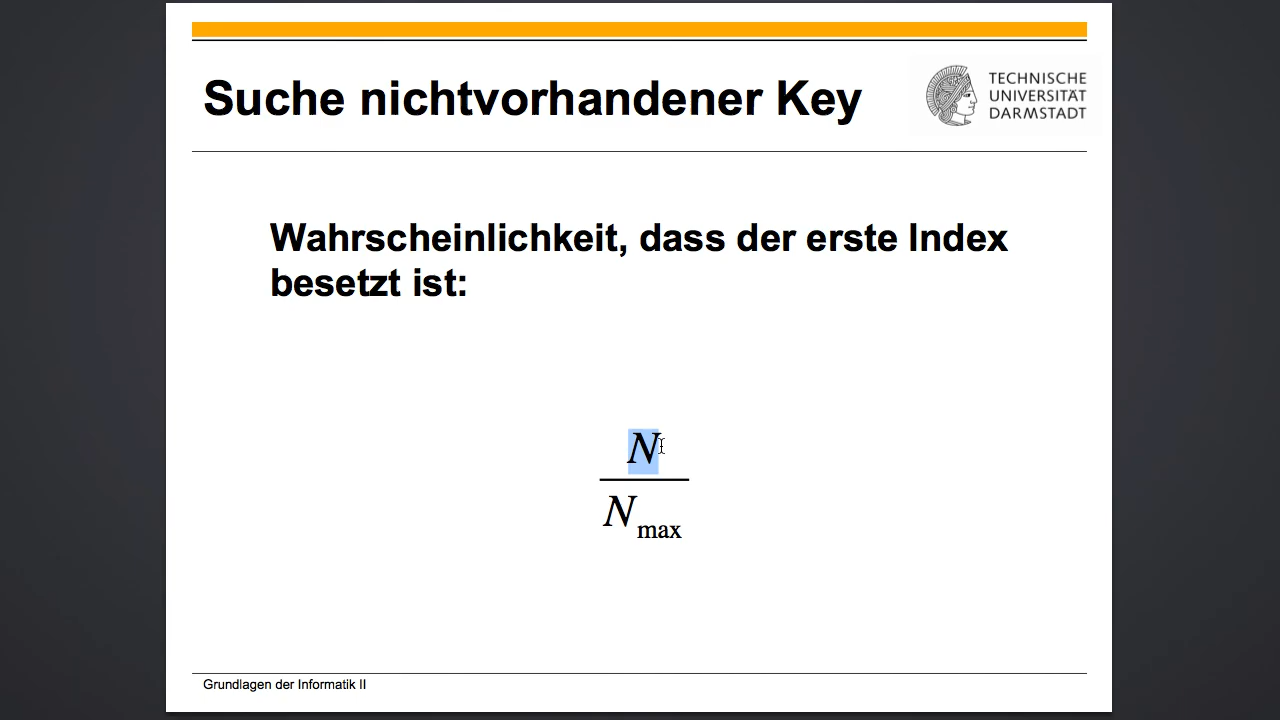 Suche nichtvorhandener Key
TECHNISCHE
UNIVERSITÄT
DARMSTADT
Wahrscheinlichkeit, dass der erste Index
besetzt ist:
N
N max
Grundlagen der Informatik II